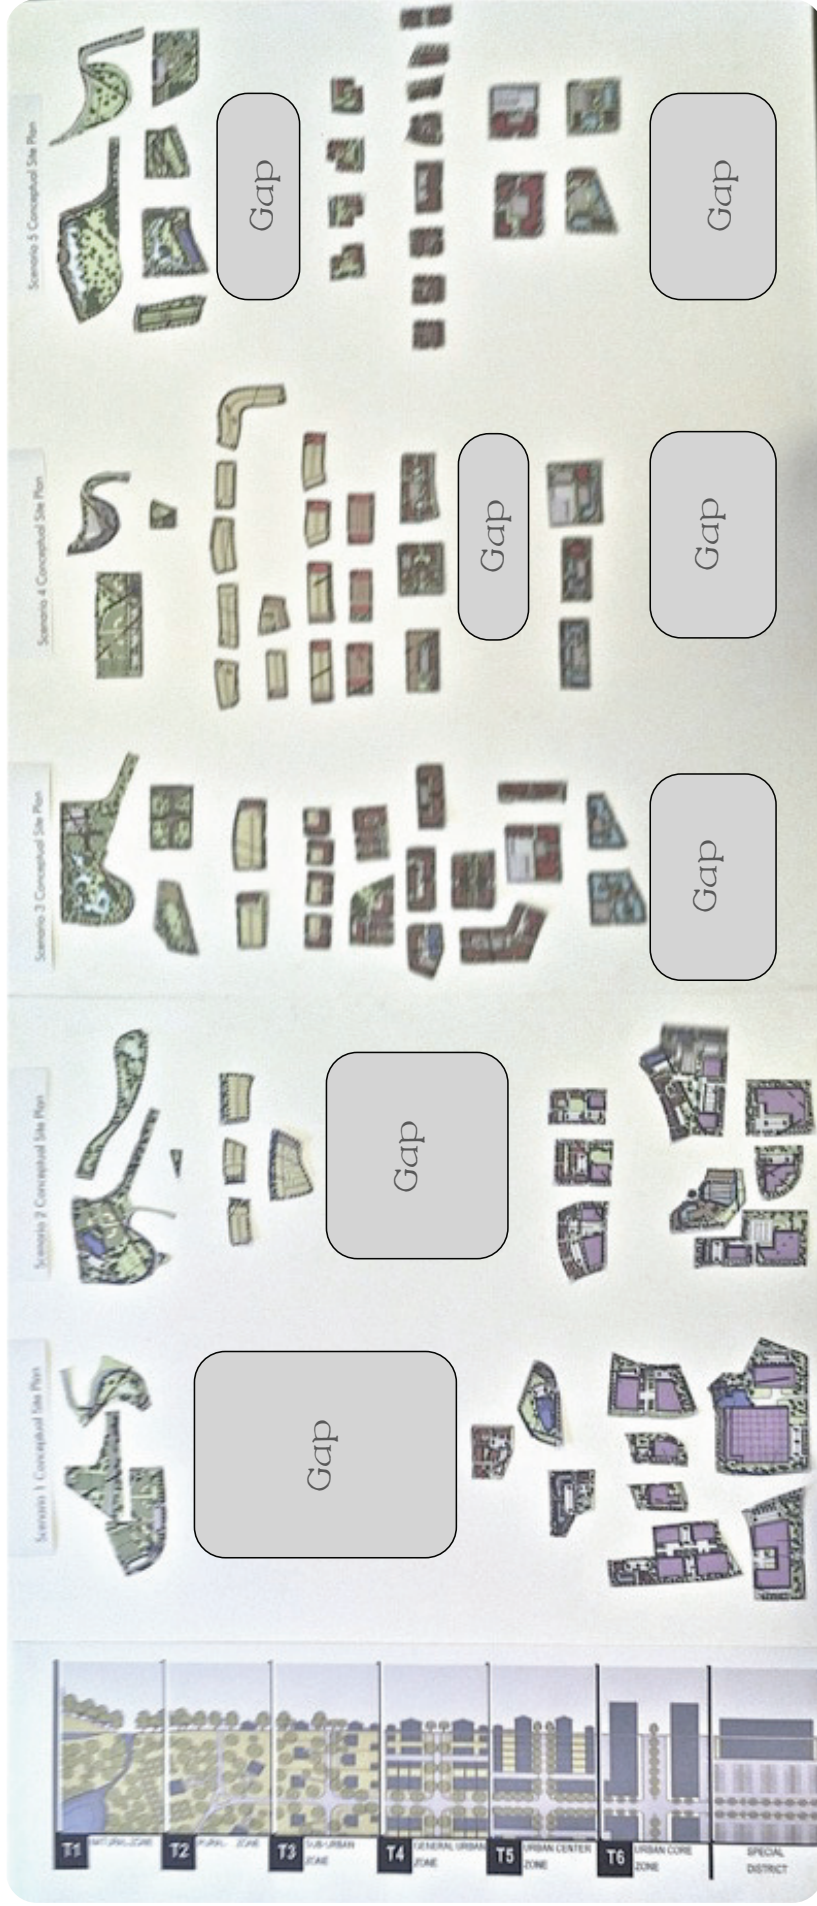 Scenario 5 Conceptual Site Plan
Gap
Gap
Scenario 4 Conceptual Site Plan
Gap
Gap
Scenario 3 Conceptual Site Plan
Gap
Scenario 2 Conceptual Site Plan
Gap
Scenario 1 Conceptual Site Plan
Gap
T1 NATURAL ZONE
T2 RURAL ZONE
T3 SUB-URBAN
ZONE
T4 GENERAL URBAN
ZONE
T5 URBAN CENTER
ZONE
T6 URBAN CORE
ZONE
SPECIAL
DISTRICT